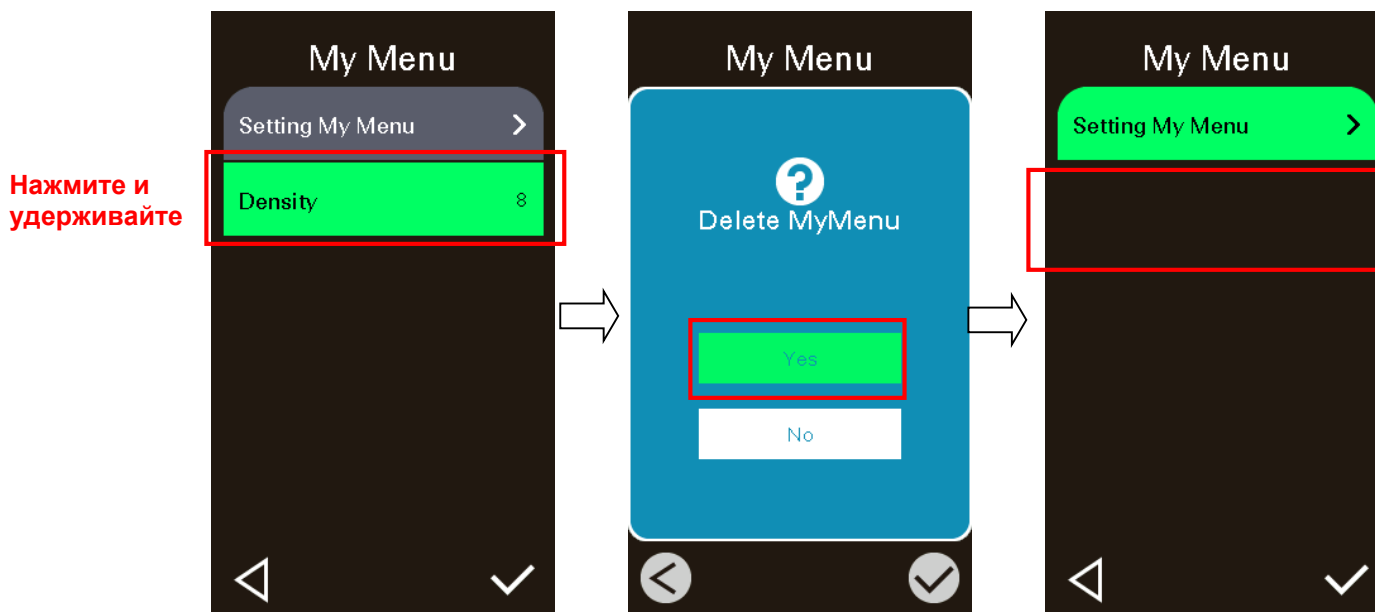 Нажмите и
удерживайте
My Menu
Setting My Menu
Density 8
My Menu
Delete MyMenu
Yes
No
My Menu
Setting My Menu